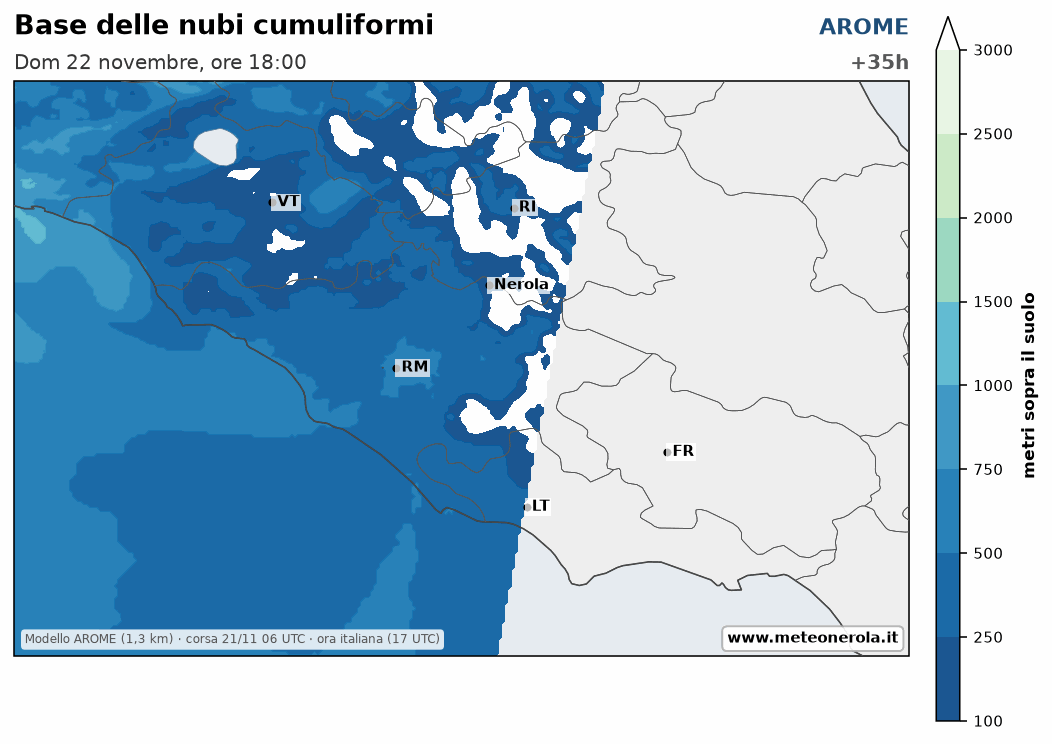 Base delle nubi cumuliformi
AROME
Dom 22 novembre, ore 18:00
+35h
VT
RI
Nerola
RM
FR
LT
Modello AROME (1,3 km) · corsa 21/11 06 UTC · ora italiana (17 UTC)
www.meteonerola.it
3000
2500
2000
1500
1000
750
500
250
100
metri sopra il suolo